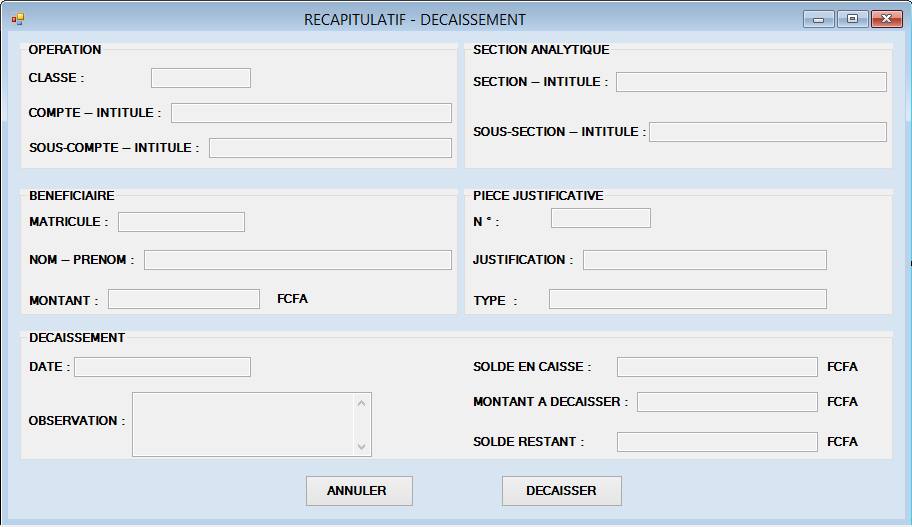 RECAPITULATIF - DECAISSEMENT
OPERATION
CLASSE :
COMPTE – INTITULE :
SOUS-COMPTE – INTITULE :
SECTION ANALYTIQUE
SECTION – INTITULE :
SOUS-SECTION – INTITULE :
BENEFICIAIRE
MATRICULE :
NOM – PRENOM :
MONTANT : FCFA
PIECE JUSTIFICATIVE
N ° :
JUSTIFICATION :
TYPE :
DECAISSEMENT
DATE :
OBSERVATION :
SOLDE EN CAISSE : FCFA
MONTANT A DECAISSER : FCFA
SOLDE RESTANT : FCFA
ANNULER
DECAISSER